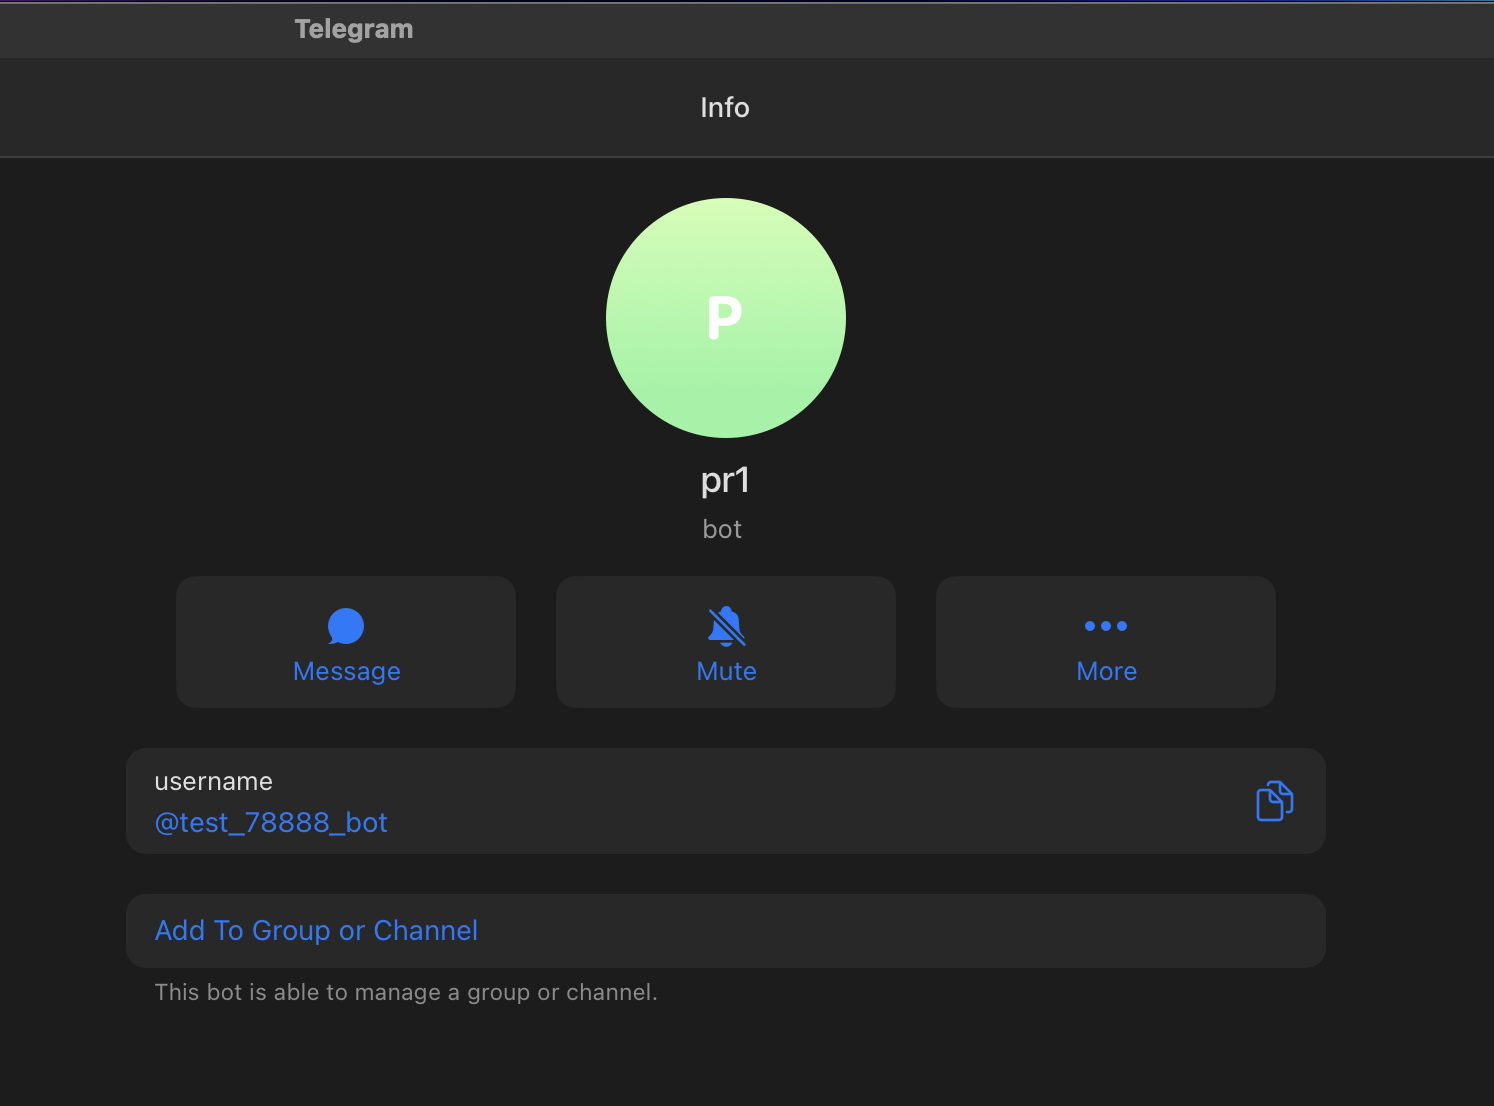 Telegram
Info
P
pr1
bot
Message
Mute
More
username
@test_78888_bot
Add To Group or Channel
This bot is able to manage a group or channel.